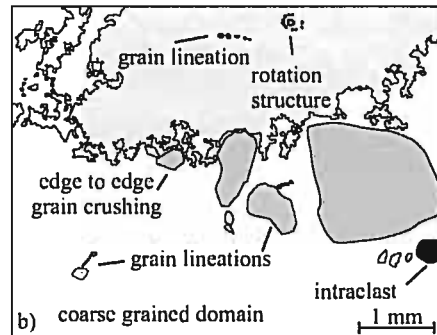 grain lineation
rotation
structure
edge to edge
grain crushing
grain lineations
intraclast
b) coarse grained domain
1 mm